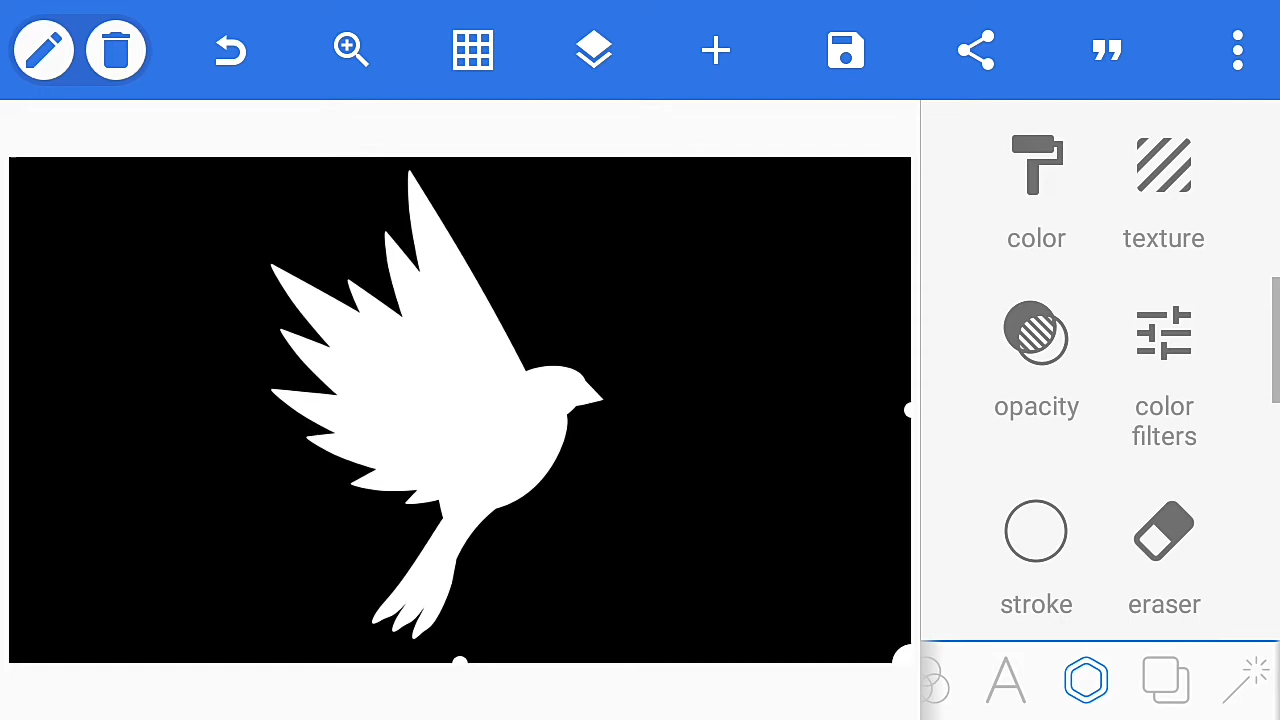 color
texture
opacity
color
filters
stroke
eraser